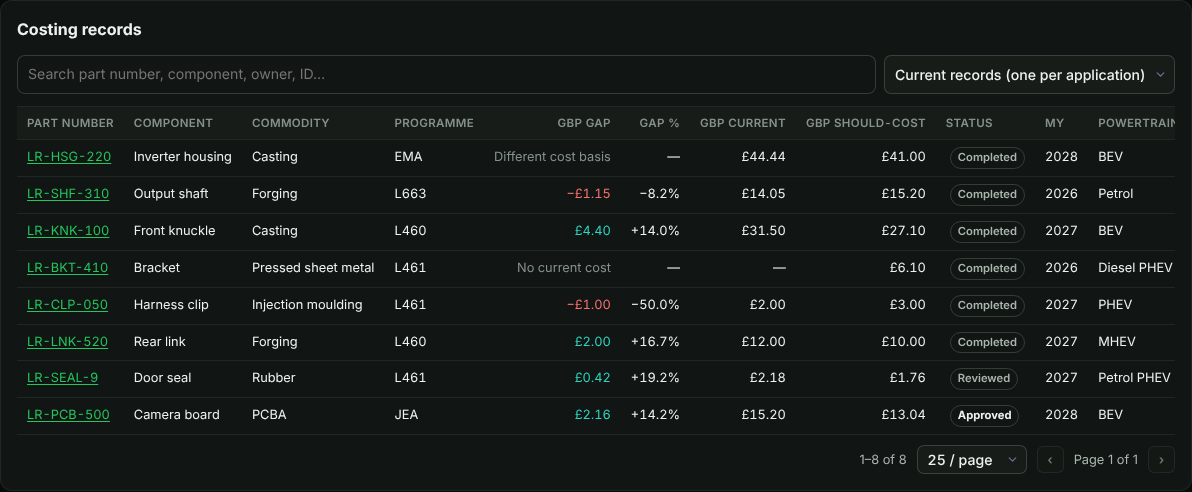 Costing records
Search part number, component, owner, ID...
Current records (one per application)
PART NUMBER COMPONENT COMMODITY PROGRAMME GBP GAP GAP % GBP CURRENT GBP SHOULD-COST STATUS MY POWERTRAIN
LR-HSG-220 Inverter housing Casting EMA Different cost basis — £44.44 £41.00 Completed 2028 BEV
LR-SHF-310 Output shaft Forging L663 −£1.15 −8.2% £14.05 £15.20 Completed 2026 Petrol
LR-KNK-100 Front knuckle Casting L460 £4.40 +14.0% £31.50 £27.10 Completed 2027 BEV
LR-BKT-410 Bracket Pressed sheet metal L461 No current cost — — £6.10 Completed 2026 Diesel PHEV
LR-CLP-050 Harness clip Injection moulding L461 −£1.00 −50.0% £2.00 £3.00 Completed 2027 PHEV
LR-LNK-520 Rear link Forging L460 £2.00 +16.7% £12.00 £10.00 Completed 2027 MHEV
LR-SEAL-9 Door seal Rubber L461 £0.42 +19.2% £2.18 £1.76 Reviewed 2027 Petrol PHEV
LR-PCB-500 Camera board PCBA JEA £2.16 +14.2% £15.20 £13.04 Approved 2028 BEV
1–8 of 8 25 / page ‹ Page 1 of 1 ›